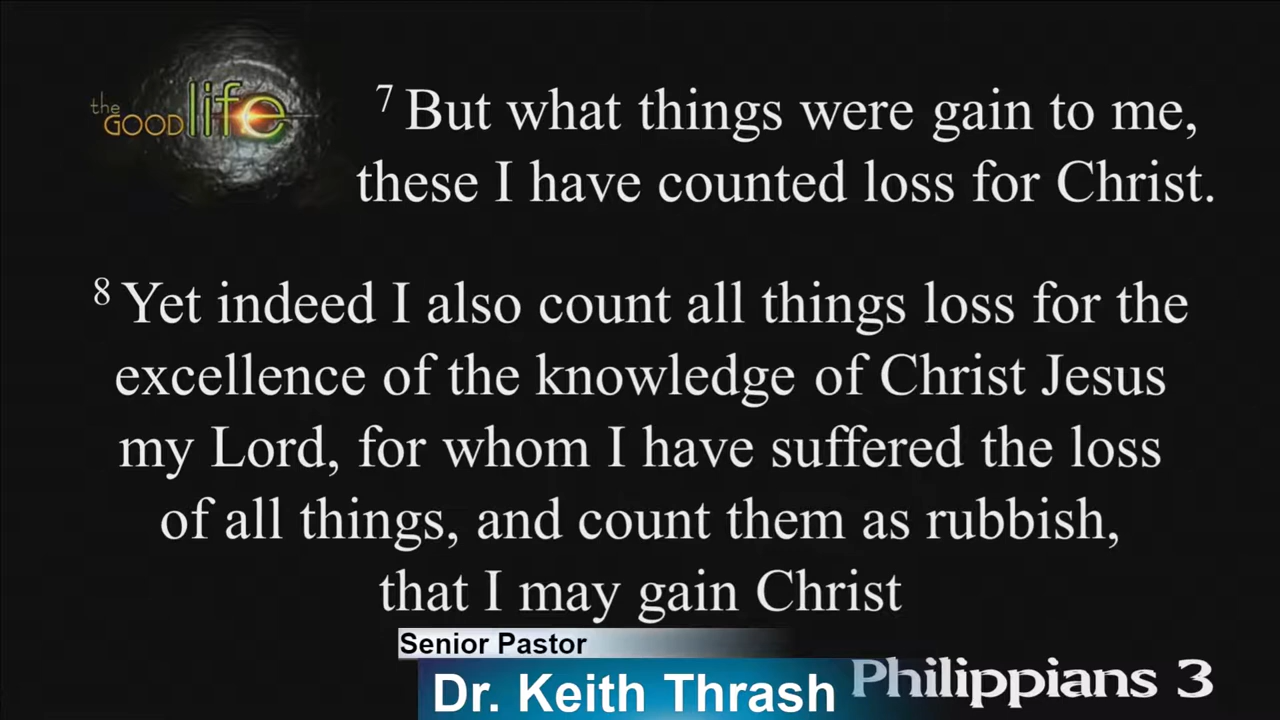 the
GOOD life
7 But what things were gain to me,
these I have counted loss for Christ.
8 Yet indeed I also count all things loss for the
excellence of the knowledge of Christ Jesus
my Lord, for whom I have suffered the loss
of all things, and count them as rubbish,
that I may gain Christ
Senior Pastor
Dr. Keith Thrash
Philippians 3